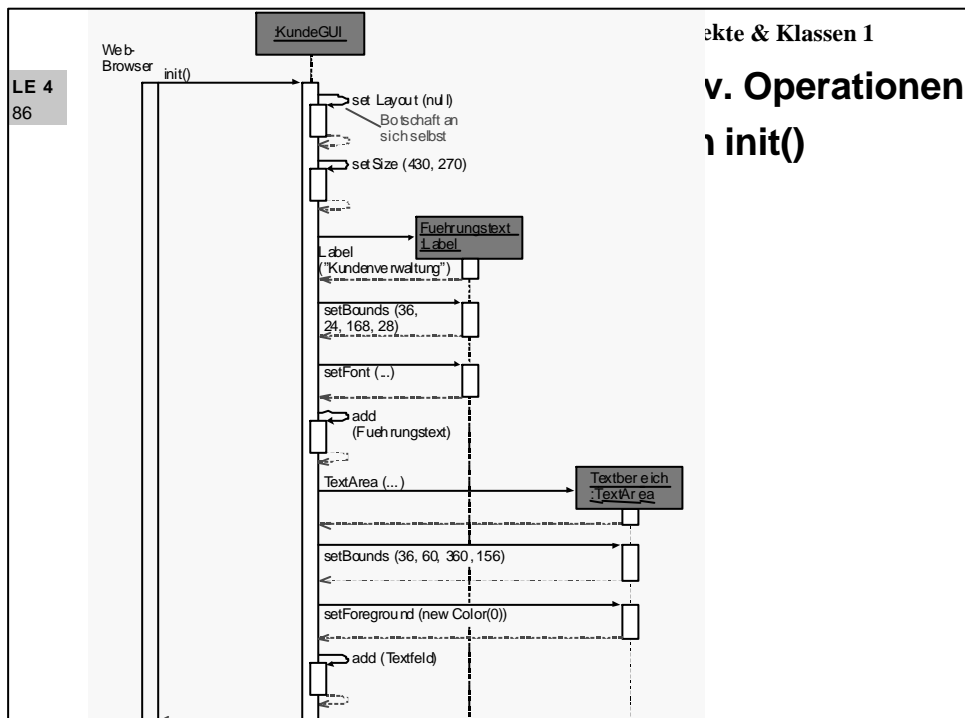 :KundeGUI
ekte & Klassen 1
Web-
Browser
init()
LE 4
86
v. Operationen
init()
set Layout (null)
Botschaft an
sich selbst
setSize (430, 270)
Fuehrungstext
:Label
Label
("Kundenverwaltung")
setBounds (36,
24, 168, 28)
setFont (...)
add
(Fuehrungstext)
TextArea (...)
Textbereich
:TextArea
setBounds (36, 60, 360, 156)
setForeground (new Color(0))
add (Textfeld)